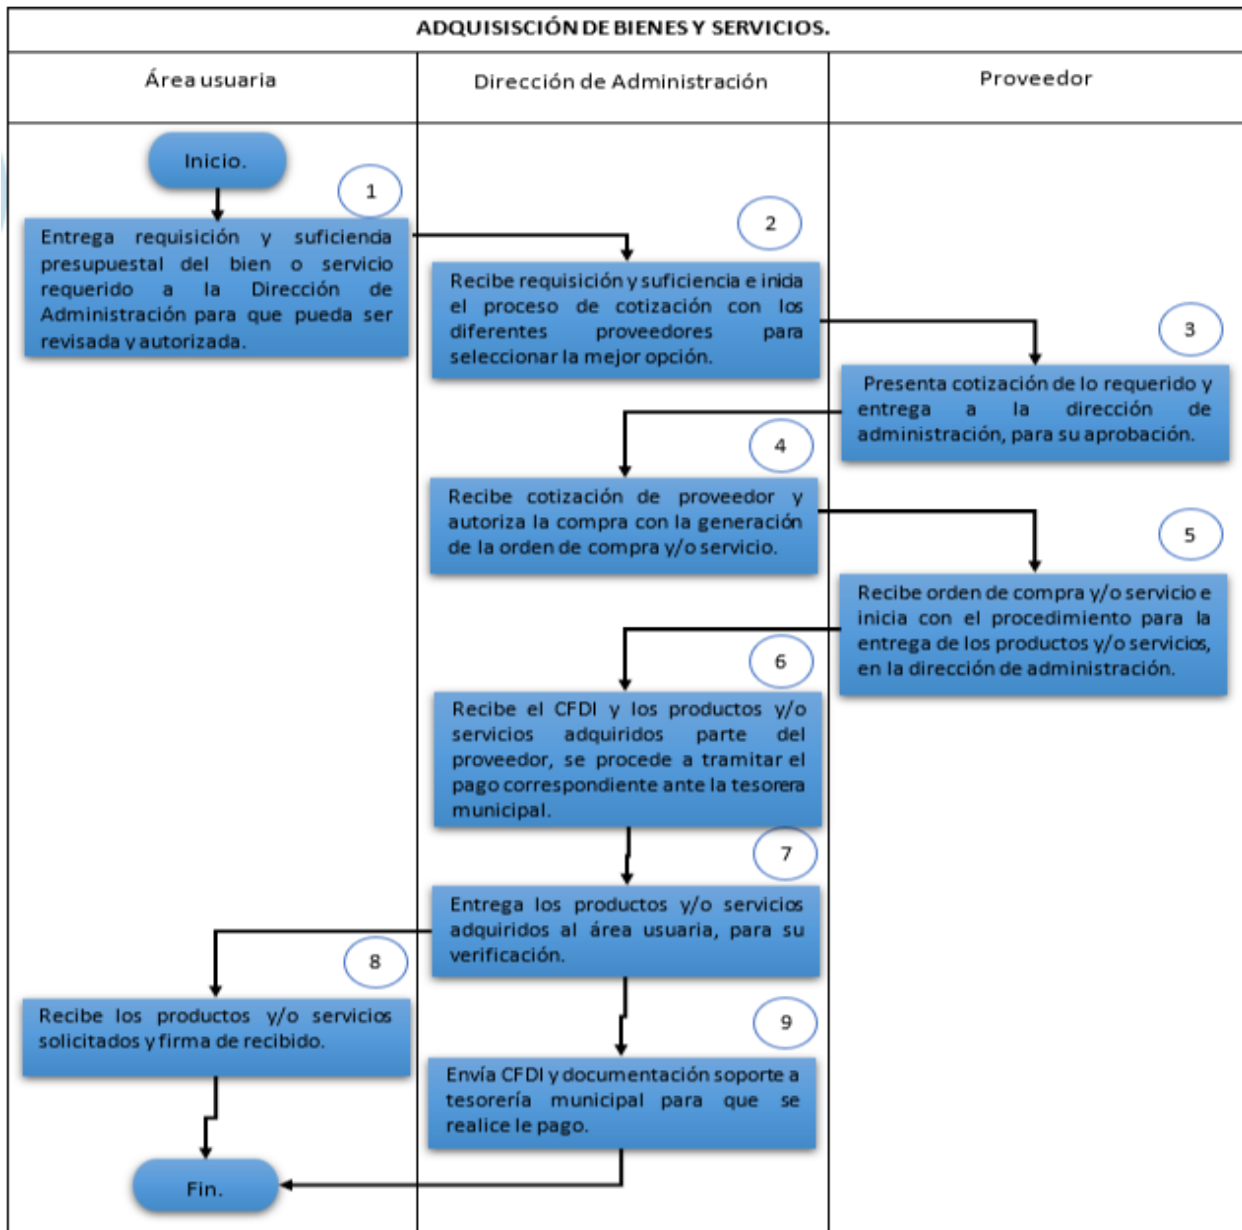 ADQUISISCIÓN DE BIENES Y SERVICIOS.
Área usuaria
Dirección de Administración
Proveedor
Inicio.
1
Entrega requisición y suficiencia
presupuestal del bien o servicio
requerido a la Dirección de
Administración para que pueda ser
revisada y autorizada.
2
Recibe requisición y suficiencia e inicia
el proceso de cotización con los
diferentes proveedores para
seleccionar la mejor opción.
3
Presenta cotización de lo requerido y
entrega a la dirección de
administración, para su aprobación.
4
Recibe cotización de proveedor y
autoriza la compra con la generación
de la orden de compra y/o servicio.
5
Recibe orden de compra y/o servicio e
inicia con el procedimiento para la
entrega de los productos y/o servicios,
en la dirección de administración.
6
Recibe el CFDI y los productos y/o
servicios adquiridos parte del
proveedor, se procede a tramitar el
pago correspondiente ante la tesorera
municipal.
7
Entrega los productos y/o servicios
adquiridos al área usuaria, para su
verificación.
8
Recibe los productos y/o servicios
solicitados y firma de recibido.
9
Envía CFDI y documentación soporte a
tesorería municipal para que se
realice le pago.
Fin.